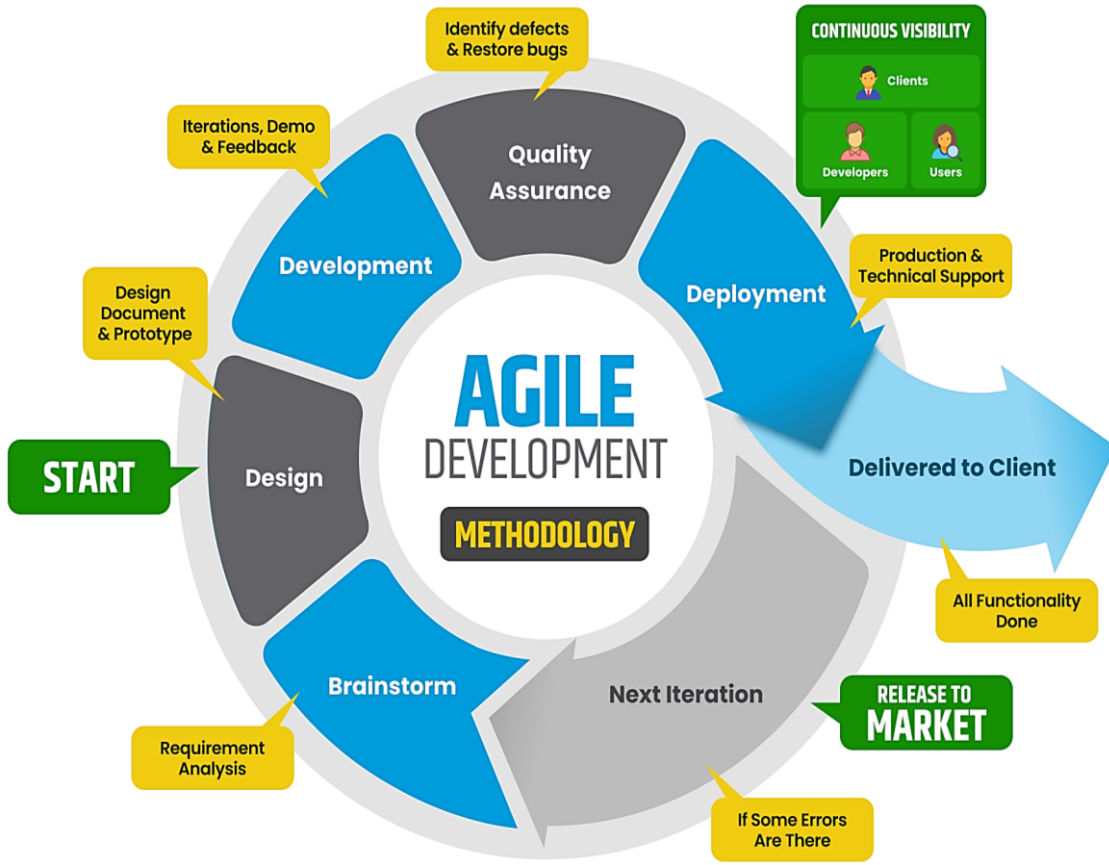 Identify defects
& Restore bugs
CONTINUOUS VISIBILITY
Clients
Developers
Users
Iterations, Demo
& Feedback
Quality
Assurance
Development
Deployment
Production &
Technical Support
Design
Document
& Prototype
AGILE
DEVELOPMENT
METHODOLOGY
START
Design
Delivered to Client
All Functionality
Done
Brainstorm
Next Iteration
RELEASE TO
MARKET
Requirement
Analysis
If Some Errors
Are There